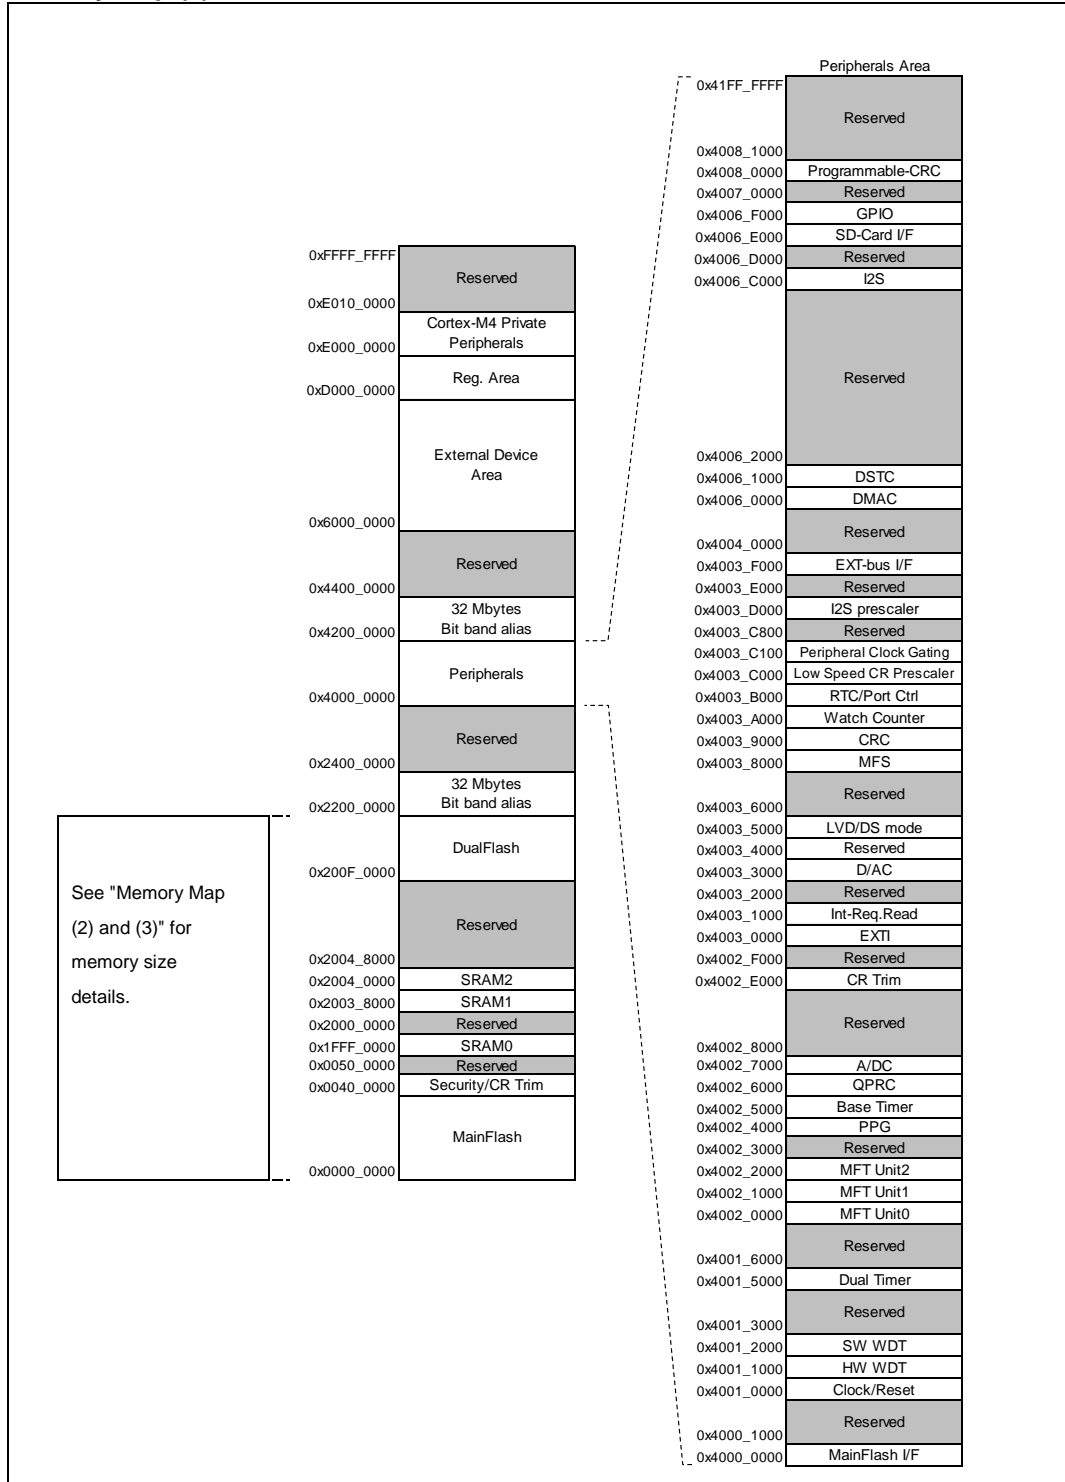 Peripherals Area
0x41FF_FFFF
Reserved
0x4008_1000
0x4008_0000 Programmable-CRC
0x4007_0000 Reserved
0x4006_F000 GPIO
0x4006_E000 SD-Card I/F
0x4006_D000 Reserved
0x4006_C000 I2S
Reserved
0x4006_2000
0x4006_1000 DSTC
0x4006_0000 DMAC
Reserved
0x4004_0000
0x4003_F000 EXT-bus I/F
0x4003_E000 Reserved
0x4003_D000 I2S prescaler
0x4003_C800 Reserved
0x4003_C100 Peripheral Clock Gating
0x4003_C000 Low Speed CR Prescaler
0x4003_B000 RTC/Port Ctrl
0x4003_A000 Watch Counter
0x4003_9000 CRC
0x4003_8000 MFS
Reserved
0x4003_6000
0x4003_5000 LVD/DS mode
0x4003_4000 Reserved
0x4003_3000 D/AC
0x4003_2000 Reserved
0x4003_1000 Int-Req.Read
0x4003_0000 EXTI
0x4002_F000 Reserved
0x4002_E000 CR Trim
Reserved
0x4002_8000
0x4002_7000 A/DC
0x4002_6000 QPRC
0x4002_5000 Base Timer
0x4002_4000 PPG
0x4002_3000 Reserved
0x4002_2000 MFT Unit2
0x4002_1000 MFT Unit1
0x4002_0000 MFT Unit0
Reserved
0x4001_6000
0x4001_5000 Dual Timer
Reserved
0x4001_3000
0x4001_2000 SW WDT
0x4001_1000 HW WDT
0x4001_0000 Clock/Reset
Reserved
0x4000_1000
0x4000_0000 MainFlash I/F
0xFFFF_FFFF
Reserved
0xE010_0000
Cortex-M4 Private
Peripherals
0xE000_0000
Reg. Area
0xD000_0000
External Device
Area
0x6000_0000
Reserved
0x4400_0000
32 Mbytes
Bit band alias
0x4200_0000
Peripherals
0x4000_0000
Reserved
0x2400_0000
32 Mbytes
Bit band alias
0x2200_0000
DualFlash
0x200F_0000
Reserved
0x2004_8000
0x2004_0000 SRAM2
0x2003_8000 SRAM1
0x2000_0000 Reserved
0x1FFF_0000 SRAM0
0x0050_0000 Reserved
0x0040_0000 Security/CR Trim
MainFlash
0x0000_0000
See "Memory Map
(2) and (3)" for
memory size
details.